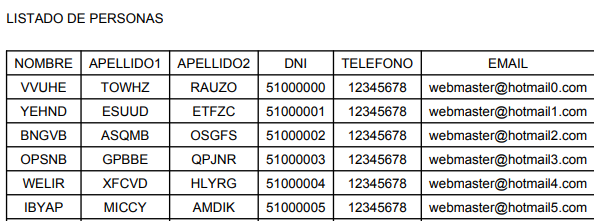 LISTADO DE PERSONAS
NOMBRE APELLIDO1 APELLIDO2 DNI TELEFONO EMAIL
VVUHE TOWHZ RAUZO 51000000 12345678 webmaster@hotmail0.com
YEHND ESUUD ETFZC 51000001 12345678 webmaster@hotmail1.com
BNGVB ASQMB OSGFS 51000002 12345678 webmaster@hotmail2.com
OPSNB GPBBE QPJNR 51000003 12345678 webmaster@hotmail3.com
WELIR XFCVD HLYRG 51000004 12345678 webmaster@hotmail4.com
IBYAP MICCY AMDIK 51000005 12345678 webmaster@hotmail5.com